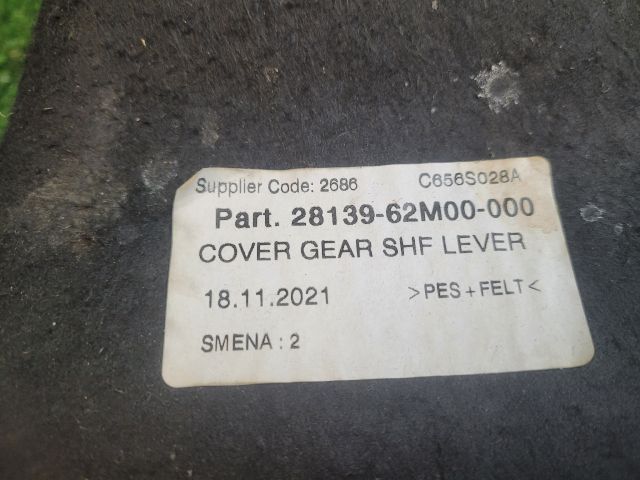 Supplier Code: 2686 C656S028A
Part. 28139-62M00-000
COVER GEAR SHF LEVER
18.11.2021 >PES+FELT<
SMENA : 2